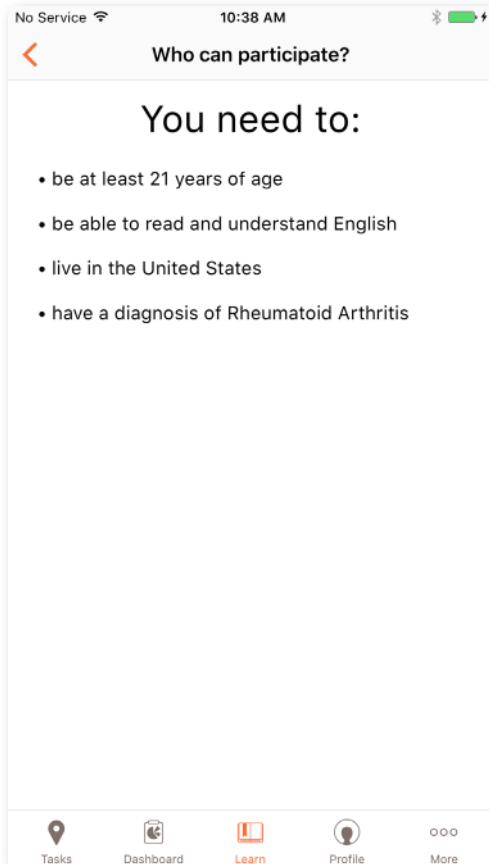 No Service 10:38 AM
Who can participate?
You need to:
• be at least 21 years of age
• be able to read and understand English
• live in the United States
• have a diagnosis of Rheumatoid Arthritis
Tasks Dashboard Learn Profile More